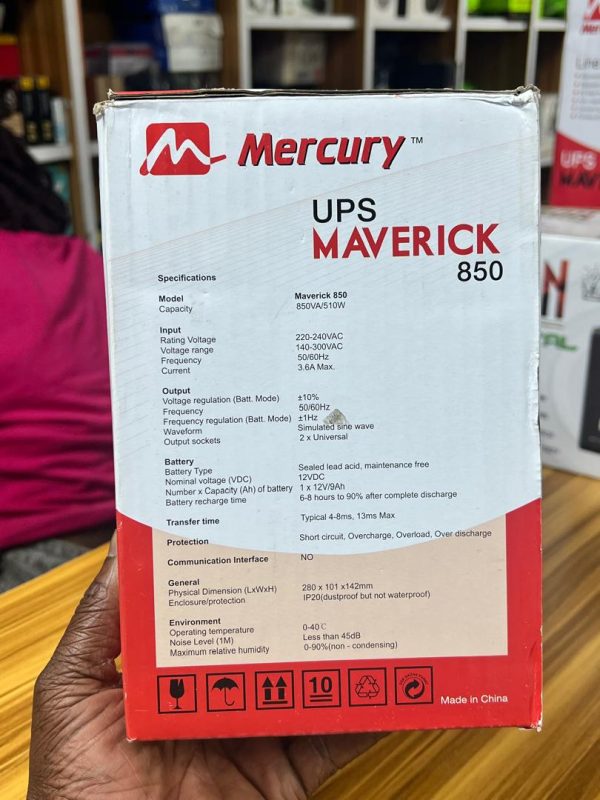 Mercury™
UPS
MAVERICK
850
Specifications
Model Maverick 850
Capacity 850VA/510W
Input
Rating Voltage 220-240VAC
Voltage range 140-300VAC
Frequency 50/60Hz
Current 3.6A Max.
Output
Voltage regulation (Batt. Mode) ±10%
Frequency 50/60Hz
Frequency regulation (Batt. Mode) ±1Hz
Waveform Simulated sine wave
Output sockets 2 x Universal
Battery
Battery Type Sealed lead acid, maintenance free
Nominal voltage (VDC) 12VDC
Number x Capacity (Ah) of battery 1 x 12V/9Ah
Battery recharge time 6-8 hours to 90% after complete discharge
Transfer time Typical 4-8ms, 13ms Max
Protection Short circuit, Overcharge, Overload, Over discharge
Communication Interface NO
General
Physical Dimension (LxWxH) 280 x 101 x142mm
Enclosure/protection IP20(dustproof but not waterproof)
Environment
Operating temperature 0-40℃
Noise Level (1M) Less than 45dB
Maximum relative humidity 0-90%(non - condensing)
10
Made in China
UPS